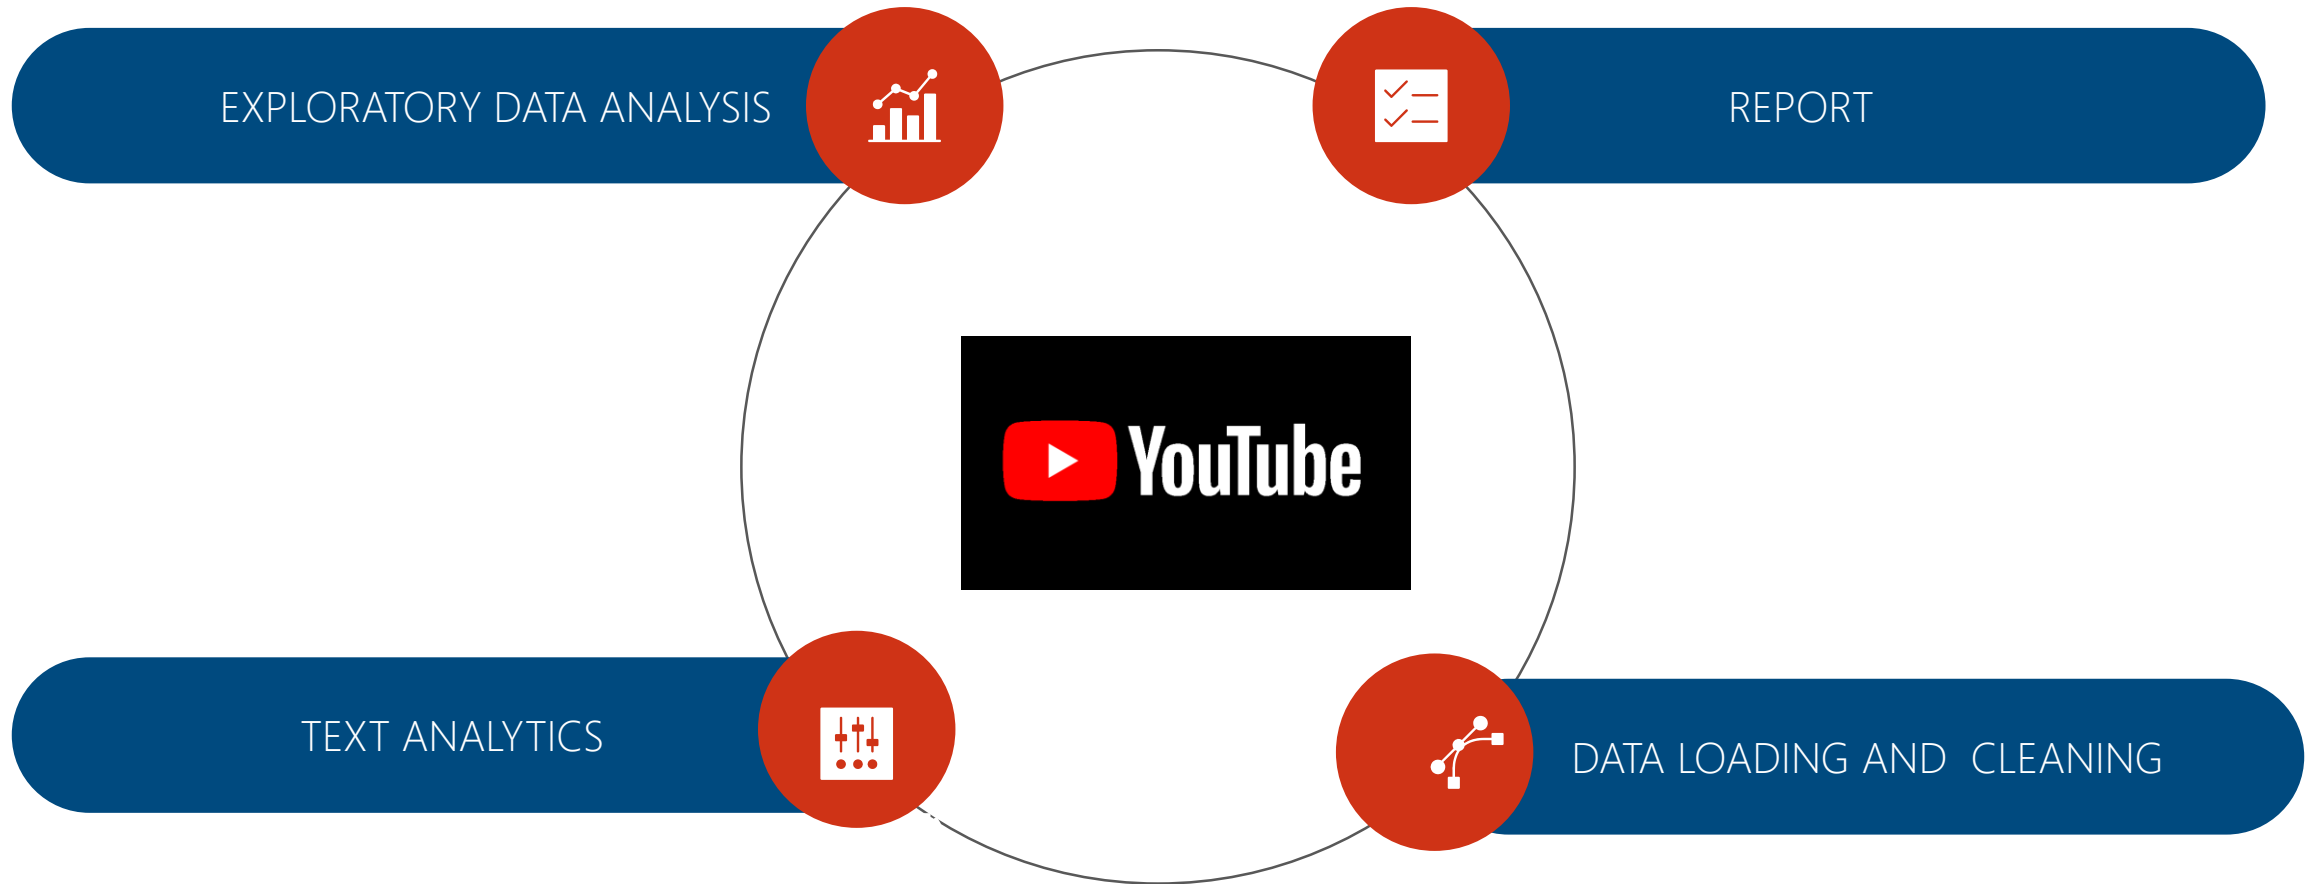 EXPLORATORY DATA ANALYSIS
REPORT
YouTube
TEXT ANALYTICS
DATA LOADING AND  CLEANING